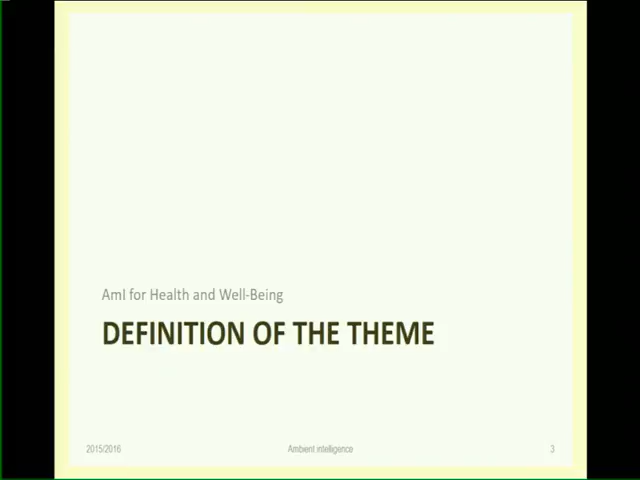 AmI for Health and Well-Being
DEFINITION OF THE THEME
2015/2016 Ambient intelligence 3